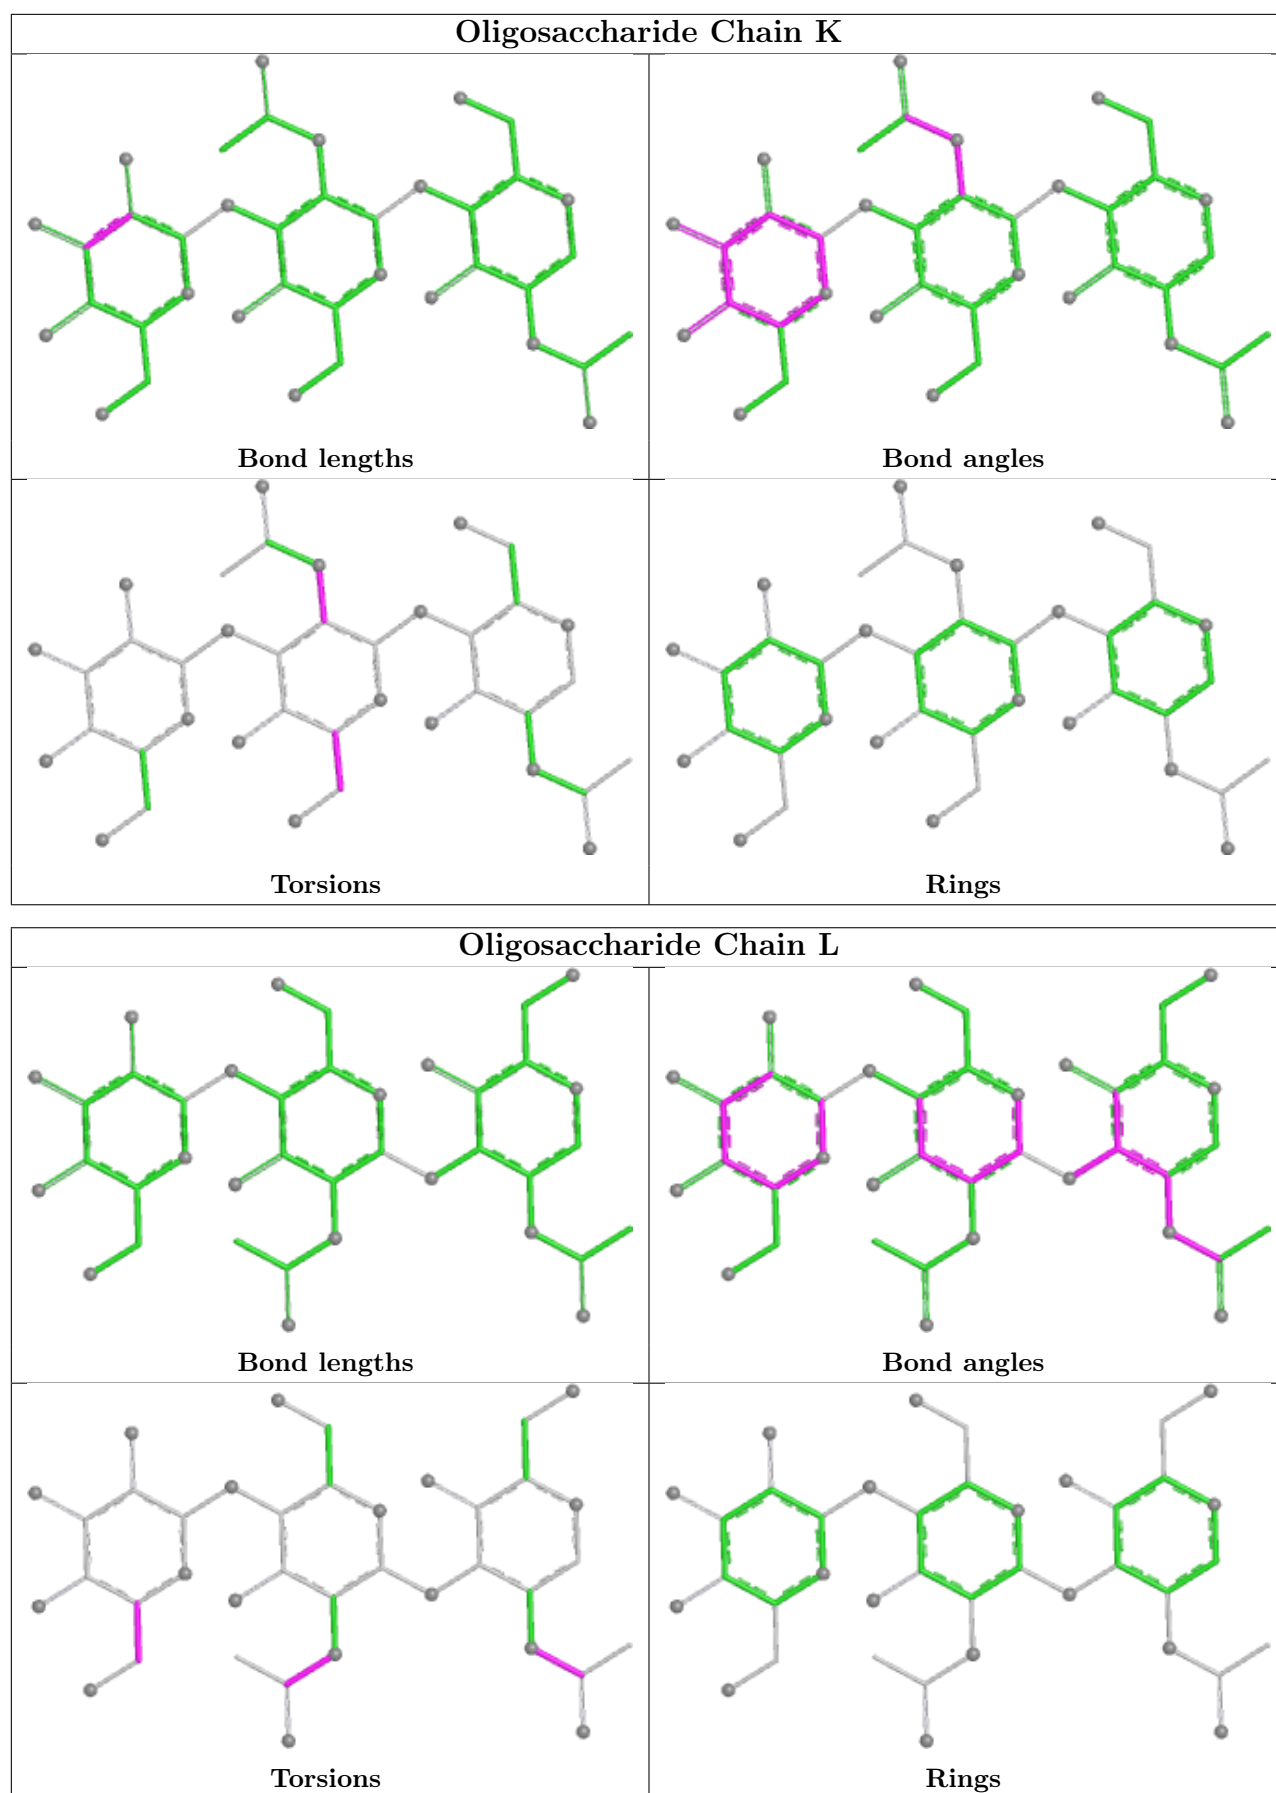 Oligosaccharide Chain K
Bond lengths
Bond angles
Torsions
Rings
Oligosaccharide Chain L
Bond lengths
Bond angles
Torsions
Rings